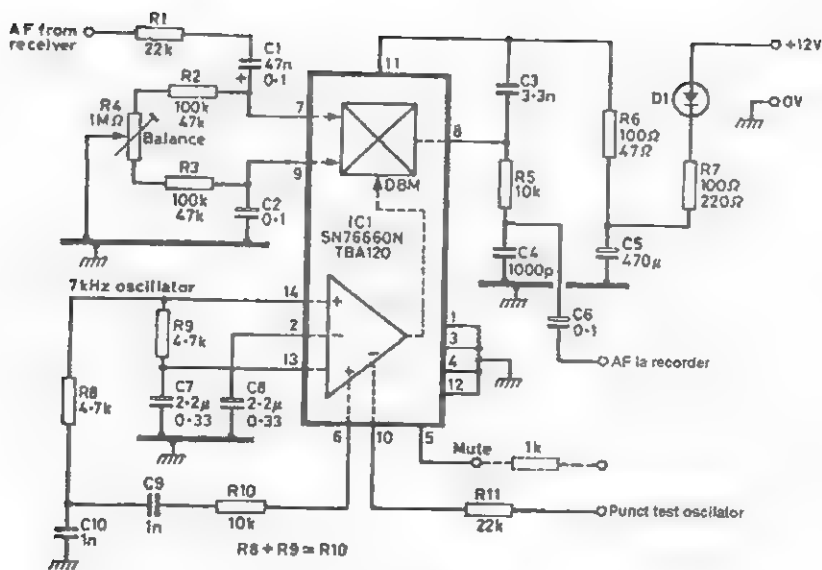 AF from
receiver
R1
22k
C1
47n
0·1
+
R2
100k
47k
R4
1MΩ
Balance
R3
100k
47k
C2
0·1
7
9
11
8
DBM
(C)
SN76660N
TBA120
C3
3·3n
R5
10k
C4
1000p
R6
100Ω
47Ω
C5
470µ
C6
0·1
D1
R7
100Ω
220Ω
+12V
0V
AF la recorder
7kHz oscillator
14
2
13
+
-
+
-
R9
4·7k
R8
4·7k
C7
2·2µ
0·33
C8
2·2µ
0·33
1
3
4
12
6
10
5
Mute
1k
C9
1n
R10
10k
C10
1n
R11
22k
Punct test oscilator
R8 + R9 = R10